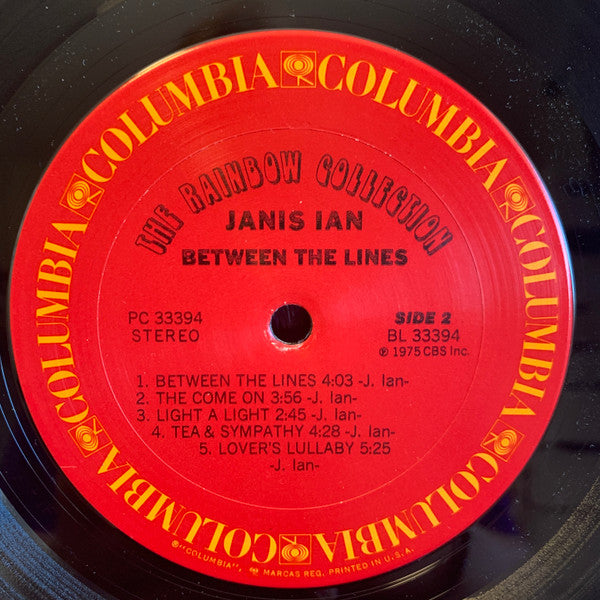 COLUMBIA COLUMBIA COLUMBIA COLUMBIA COLUMBIA COLUMBIA
THE RAINBOW COLLECTION
JANIS IAN
BETWEEN THE LINES
PC 33394 SIDE 2
STEREO BL 33394
℗ 1975 CBS Inc.
1. BETWEEN THE LINES 4:03 -J. Ian-
2. THE COME ON 3:56 -J. Ian-
3. LIGHT A LIGHT 2:45 -J. Ian-
4. TEA & SYMPATHY 4:28 -J. Ian-
5. LOVER'S LULLABY 5:25
-J. Ian-
®"COLUMBIA", MARCAS REG. PRINTED IN U.S.A.